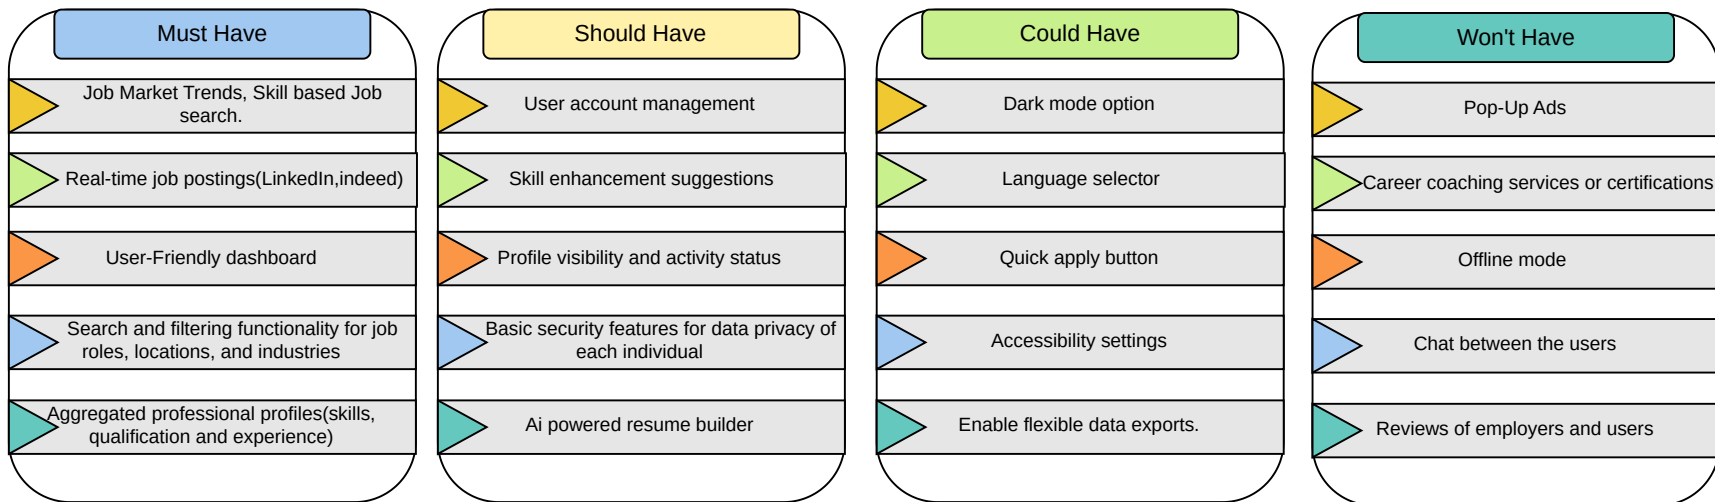 Must Have
Job Market Trends, Skill based Job
search.
Real-time job postings(LinkedIn,indeed)
User-Friendly dashboard
Search and filtering functionality for job
roles, locations, and industries
Aggregated professional profiles(skills,
qualification and experience)
Should Have
User account management
Skill enhancement suggestions
Profile visibility and activity status
Basic security features for data privacy of
each individual
Ai powered resume builder
Could Have
Dark mode option
Language selector
Quick apply button
Accessibility settings
Enable flexible data exports.
Won't Have
Pop-Up Ads
Career coaching services or certifications
Offline mode
Chat between the users
Reviews of employers and users